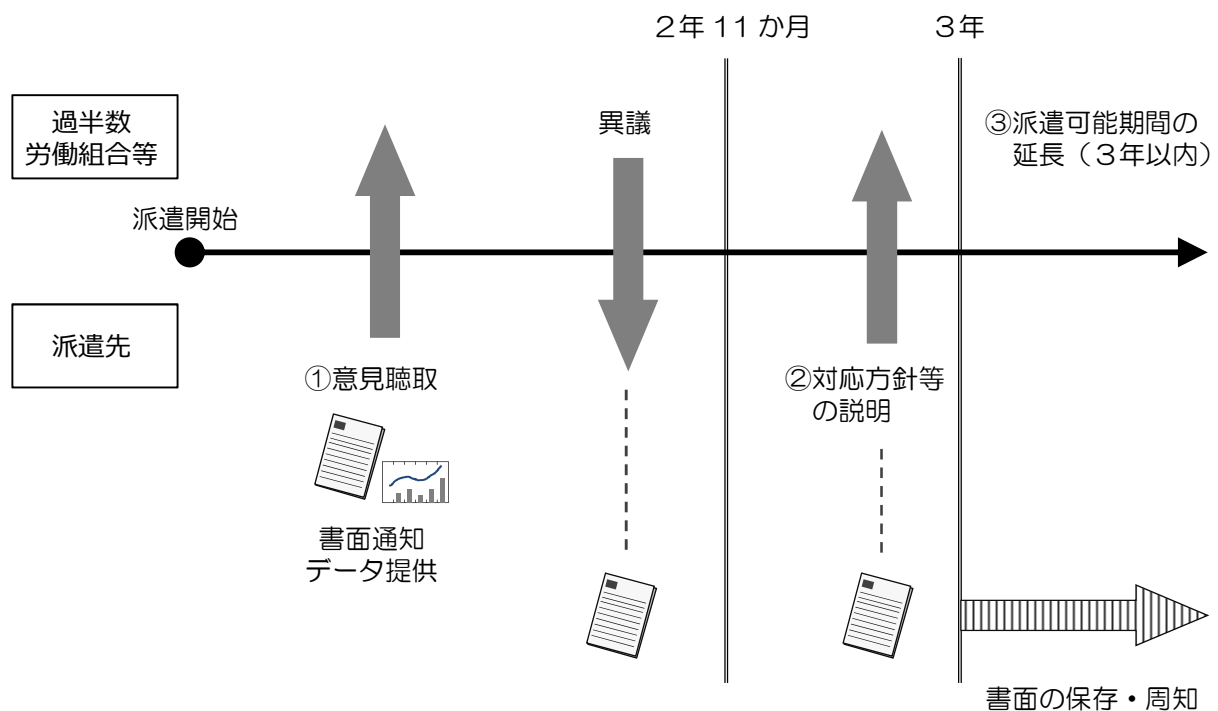 ２年 11 か月
３年
過半数
労働組合等
異議
③派遣可能期間の
延長（３年以内）
派遣開始
派遣先
①意見聴取
②対応方針等
の説明
書面通知
データ提供
書面の保存・周知